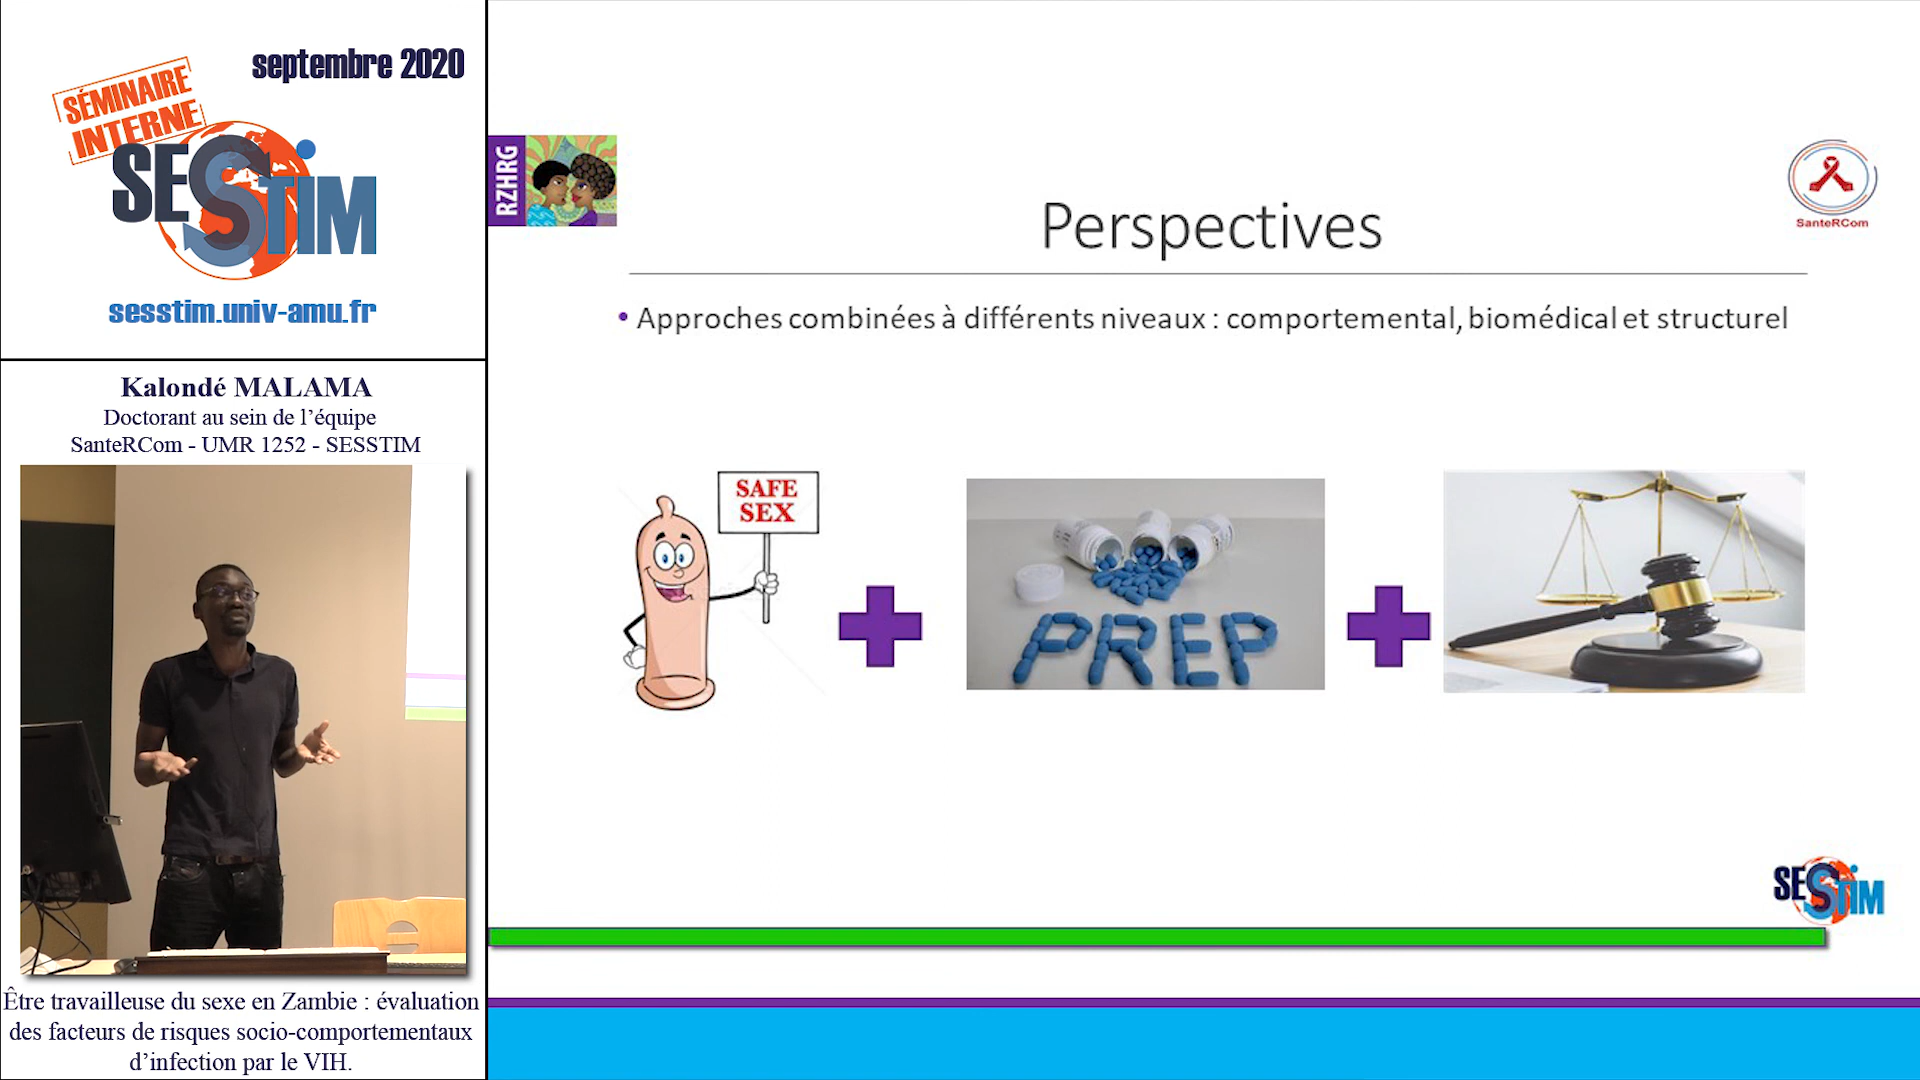 septembre 2020
SÉMINAIRE
INTERNE
SESSTIM
sesstim.univ-amu.fr
Kalondé MALAMA
Doctorant au sein de l'équipe
SanteRCom - UMR 1252 - SESSTIM
Être travailleuse du sexe en Zambie : évaluation
des facteurs de risques socio-comportementaux
d'infection par le VIH.
RZHRG
SanteRCom
Perspectives
• Approches combinées à différents niveaux : comportemental, biomédical et structurel
SAFE
SEX
PREP
SESSTIM